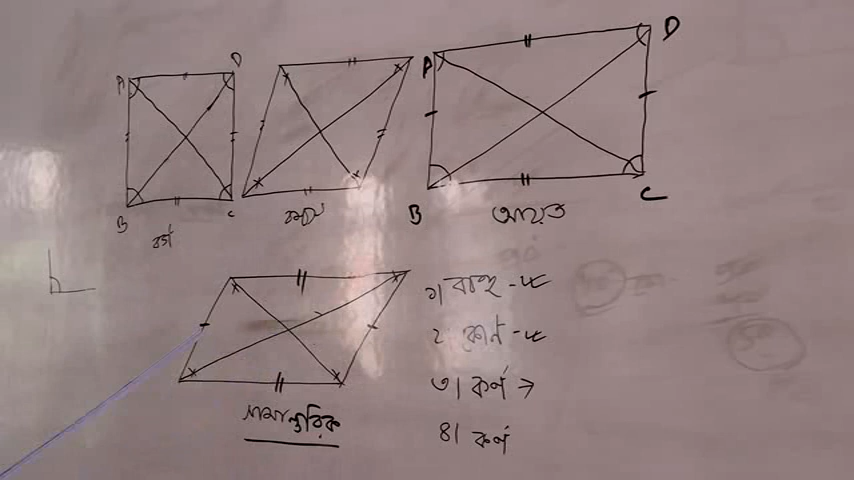 A D
B C
বর্গ
রম্বস
A D
B C
আয়ত
সামান্তরিক
১। বাহু -
২। কোণ -
৩। কর্ণ →
৪। কর্ণ